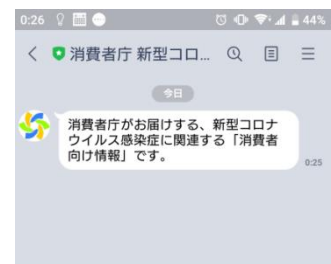 0:26 44%
消費者庁 新型コロ...
今日
消費者庁がお届けする、新型コロナ
ウイルス感染症に関連する「消費者
向け情報」です。
0:25